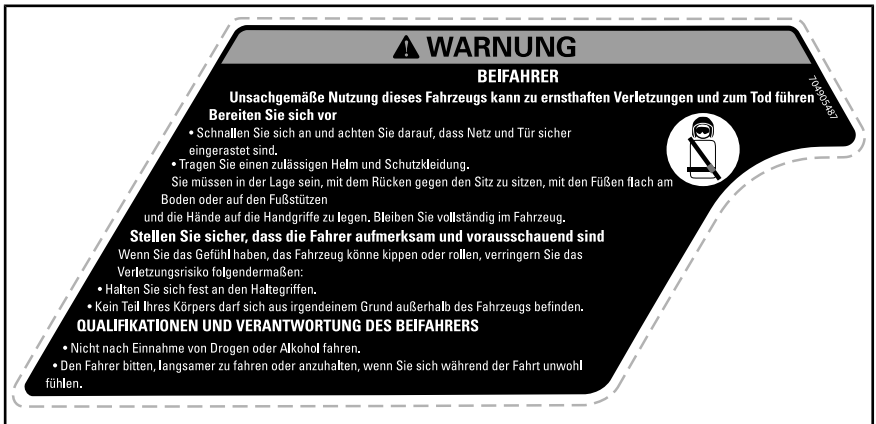 WARNUNG
BEIFAHRER
Unsachgemäße Nutzung dieses Fahrzeugs kann zu ernsthaften Verletzungen und zum Tod führen
704905487
Bereiten Sie sich vor
• Schnallen Sie sich an und achten Sie darauf, dass Netz und Tür sicher
eingerastet sind.
• Tragen Sie einen zulässigen Helm und Schutzkleidung.
Sie müssen in der Lage sein, mit dem Rücken gegen den Sitz zu sitzen, mit den Füßen flach am
Boden oder auf den Fußstützen
und die Hände auf die Handgriffe zu legen. Bleiben Sie vollständig im Fahrzeug.
Stellen Sie sicher, dass die Fahrer aufmerksam und vorausschauend sind
Wenn Sie das Gefühl haben, das Fahrzeug könne kippen oder rollen, verringern Sie das
Verletzungsrisiko folgendermaßen:
• Halten Sie sich fest an den Haltegriffen.
• Kein Teil Ihres Körpers darf sich aus irgendeinem Grund außerhalb des Fahrzeugs befinden.
QUALIFIKATIONEN UND VERANTWORTUNG DES BEIFAHRERS
• Nicht nach Einnahme von Drogen oder Alkohol fahren.
• Den Fahrer bitten, langsamer zu fahren oder anzuhalten, wenn Sie sich während der Fahrt unwohl
fühlen.